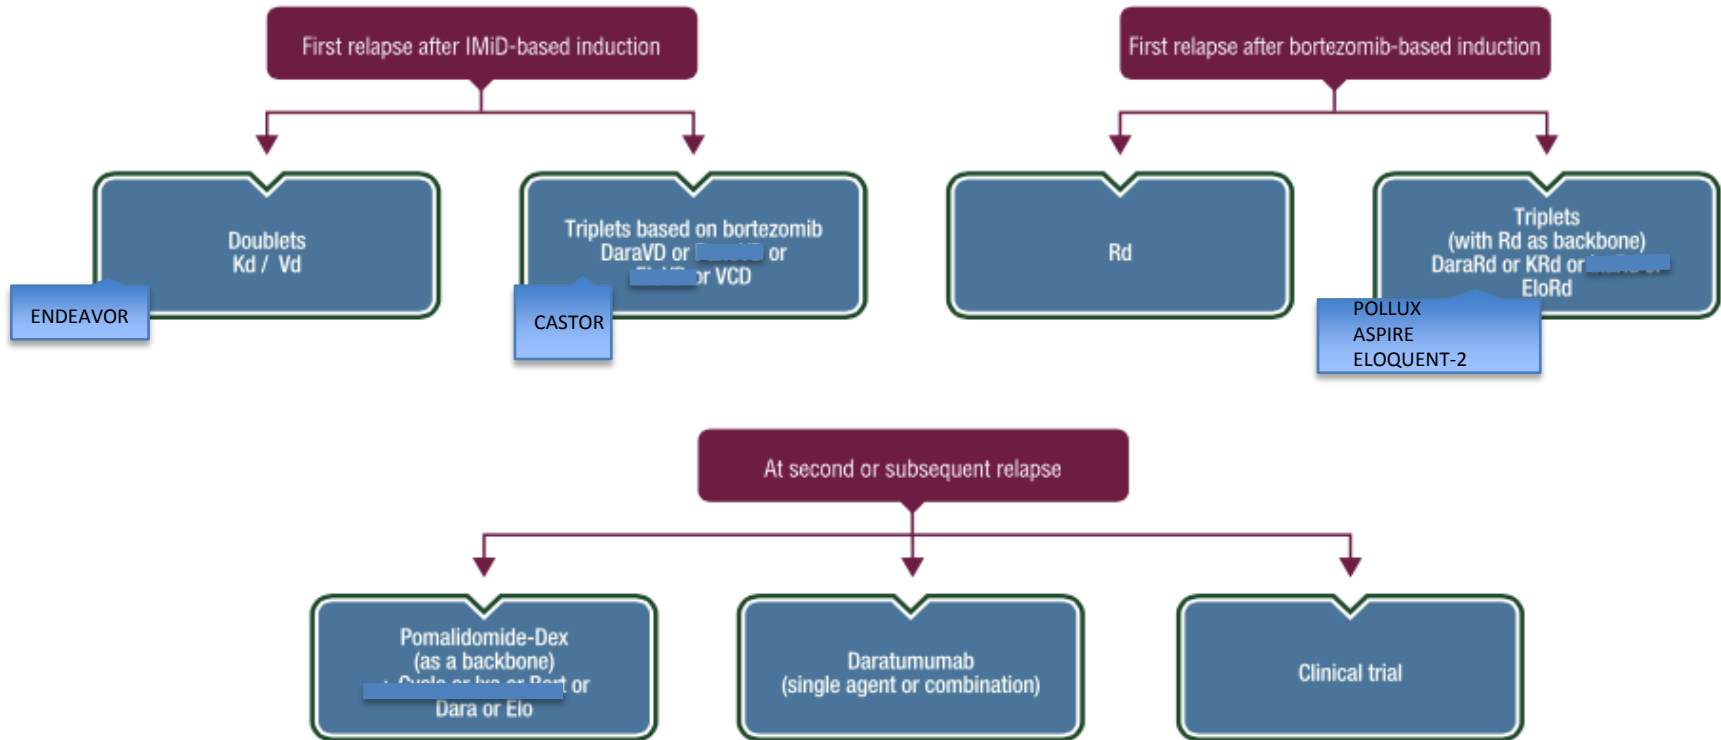 First relapse after IMiD-based induction
First relapse after bortezomib-based induction
Doublets
Kd / Vd
ENDEAVOR
Triplets based on bortezomib
DaraVD or or
or VCD
CASTOR
Rd
Triplets
(with Rd as backbone)
DaraRd or KRd or
EloRd
POLLUX
ASPIRE
ELOQUENT-2
At second or subsequent relapse
Pomalidomide-Dex
(as a backbone)
or
Dara or Elo
Daratumumab
(single agent or combination)
Clinical trial